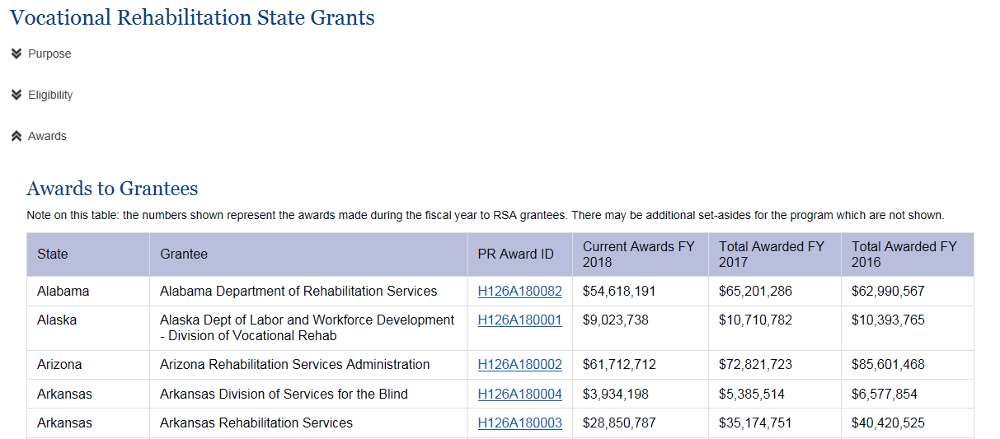 Vocational Rehabilitation State Grants
Purpose
Eligibility
Awards
Awards to Grantees
Note on this table: the numbers shown represent the awards made during the fiscal year to RSA grantees. There may be additional set-asides for the program which are not shown.
State Grantee PR Award ID Current Awards FY 2018 Total Awarded FY 2017 Total Awarded FY 2016
Alabama Alabama Department of Rehabilitation Services H126A180082 $54,618,191 $65,201,286 $62,990,567
Alaska Alaska Dept of Labor and Workforce Development - Division of Vocational Rehab H126A180001 $9,023,738 $10,710,782 $10,393,765
Arizona Arizona Rehabilitation Services Administration H126A180002 $61,712,712 $72,821,723 $85,601,468
Arkansas Arkansas Division of Services for the Blind H126A180004 $3,934,198 $5,385,514 $6,577,854
Arkansas Arkansas Rehabilitation Services H126A180003 $28,850,787 $35,174,751 $40,420,525